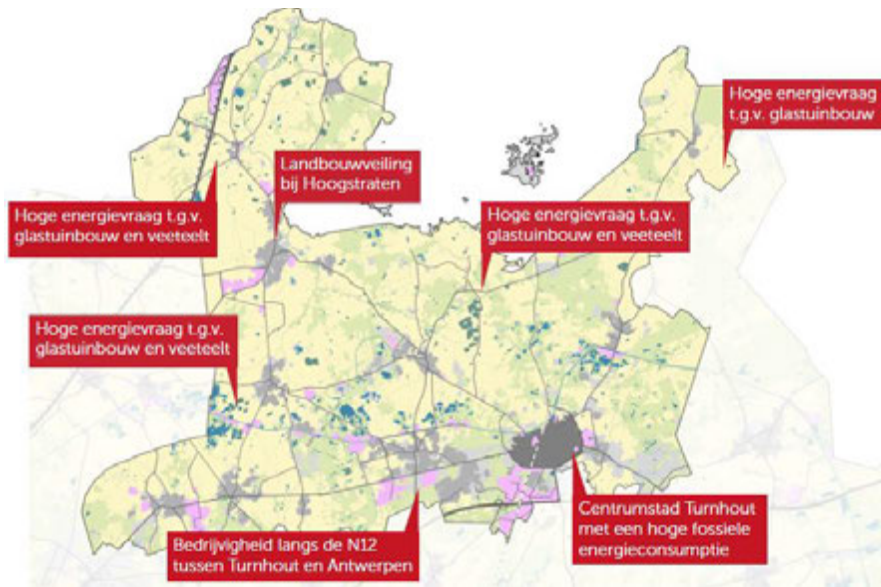 Hoge energievraag
t.g.v. glastuinbouw
Landbouwveiling
bij Hoogstraten
Hoge energievraag t.g.v.
glastuinbouw en veeteelt
Hoge energievraag t.g.v.
glastuinbouw en veeteelt
Hoge energievraag t.g.v.
glastuinbouw en veeteelt
Centrumstad Turnhout
met een hoge fossiele
energieconsumptie
Bedrijvigheid langs de N12
tussen Turnhout en Antwerpen